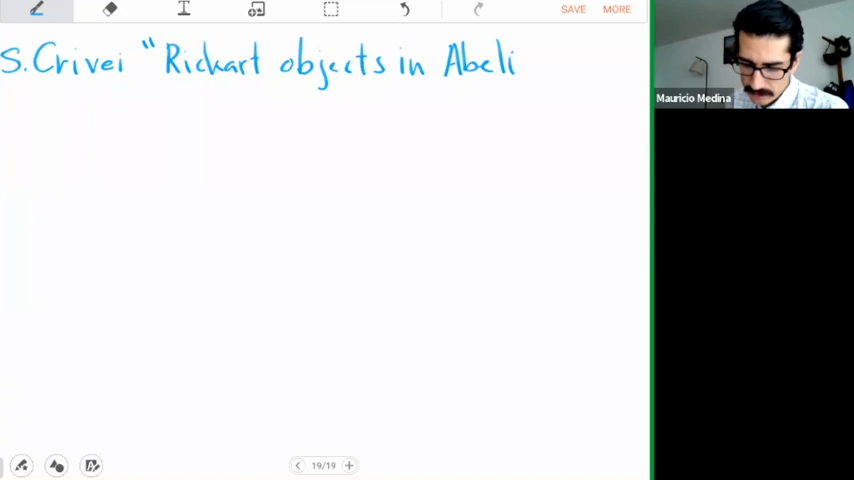 SAVE MORE
S. Crivei “Rickart objects in Abeli
Mauricio Medina
19/19